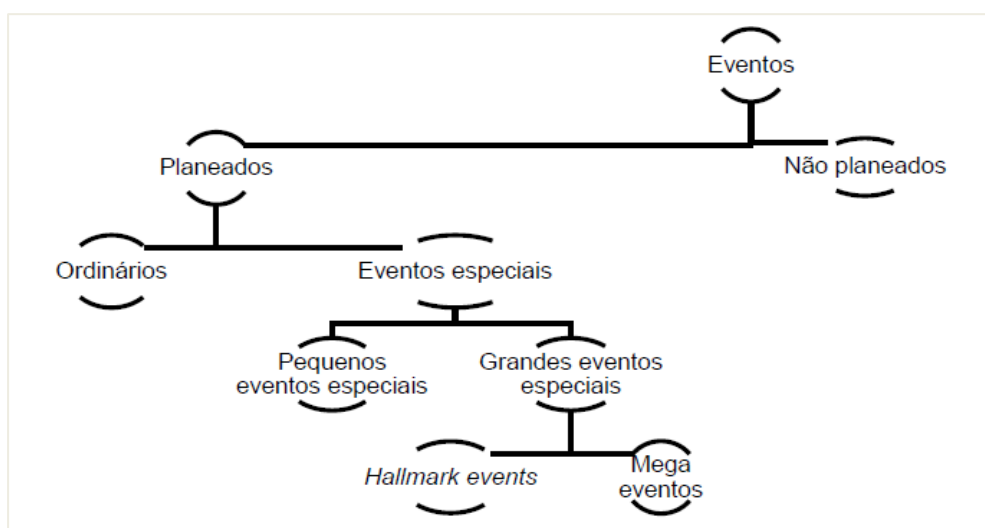 Eventos
Planeados
Não planeados
Ordinários
Eventos especiais
Pequenos
eventos especiais
Grandes eventos
especiais
Hallmark events
Mega
eventos